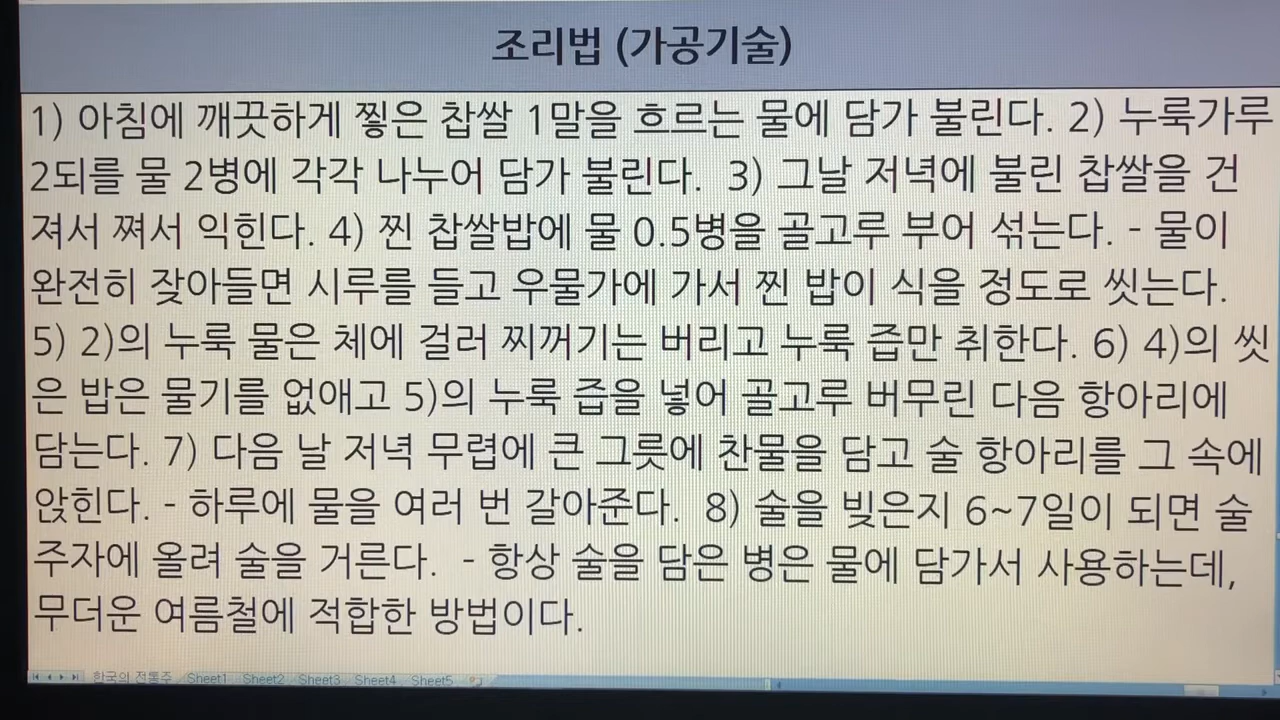 조리법 (가공기술)
1) 아침에 깨끗하게 찧은 찹쌀 1말을 흐르는 물에 담가 불린다. 2) 누룩가루
2되를 물 2병에 각각 나누어 담가 불린다. 3) 그날 저녁에 불린 찹쌀을 건
져서 쪄서 익힌다. 4) 찐 찹쌀밥에 물 0.5병을 골고루 부어 섞는다. - 물이
완전히 잦아들면 시루를 들고 우물가에 가서 찐 밥이 식을 정도로 씻는다.
5) 2)의 누룩 물은 체에 걸러 찌꺼기는 버리고 누룩 즙만 취한다. 6) 4)의 씻
은 밥은 물기를 없애고 5)의 누룩 즙을 넣어 골고루 버무린 다음 항아리에
담는다. 7) 다음 날 저녁 무렵에 큰 그릇에 찬물을 담고 술 항아리를 그 속에
앉힌다. - 하루에 물을 여러 번 갈아준다. 8) 술을 빚은지 6~7일이 되면 술
주자에 올려 술을 거른다. - 항상 술을 담은 병은 물에 담가서 사용하는데,
무더운 여름철에 적합한 방법이다.
한국의 전통주 Sheet1 Sheet2 Sheet3 Sheet4 Sheet5